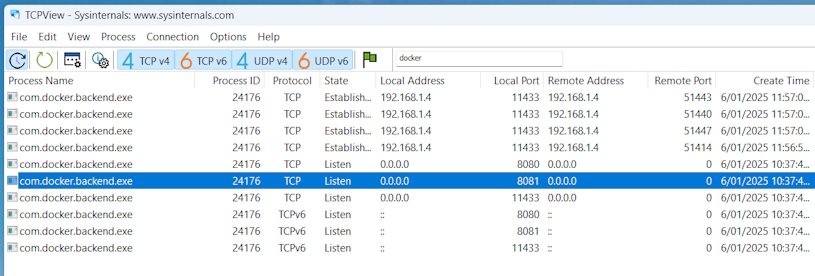 TCPView - Sysinternals: www.sysinternals.com
File Edit View Process Connection Options Help
4 TCP v4 6 TCP v6 4 UDP v4 6 UDP v6 docker
Process Name Process ID Protocol State Local Address Local Port Remote Address Remote Port Create Time
com.docker.backend.exe 24176 TCP Establish... 192.168.1.4 11433 192.168.1.4 51443 6/01/2025 11:57:0...
com.docker.backend.exe 24176 TCP Establish... 192.168.1.4 11433 192.168.1.4 51440 6/01/2025 11:57:0...
com.docker.backend.exe 24176 TCP Establish... 192.168.1.4 11433 192.168.1.4 51447 6/01/2025 11:57:0...
com.docker.backend.exe 24176 TCP Establish... 192.168.1.4 11433 192.168.1.4 51414 6/01/2025 11:56:5...
com.docker.backend.exe 24176 TCP Listen 0.0.0.0 8080 0.0.0.0 0 6/01/2025 10:37:4...
com.docker.backend.exe 24176 TCP Listen 0.0.0.0 8081 0.0.0.0 0 6/01/2025 10:37:4...
com.docker.backend.exe 24176 TCP Listen 0.0.0.0 11433 0.0.0.0 0 6/01/2025 10:37:4...
com.docker.backend.exe 24176 TCPv6 Listen :: 8080 :: 0 6/01/2025 10:37:4...
com.docker.backend.exe 24176 TCPv6 Listen :: 8081 :: 0 6/01/2025 10:37:4...
com.docker.backend.exe 24176 TCPv6 Listen :: 11433 :: 0 6/01/2025 10:37:4...